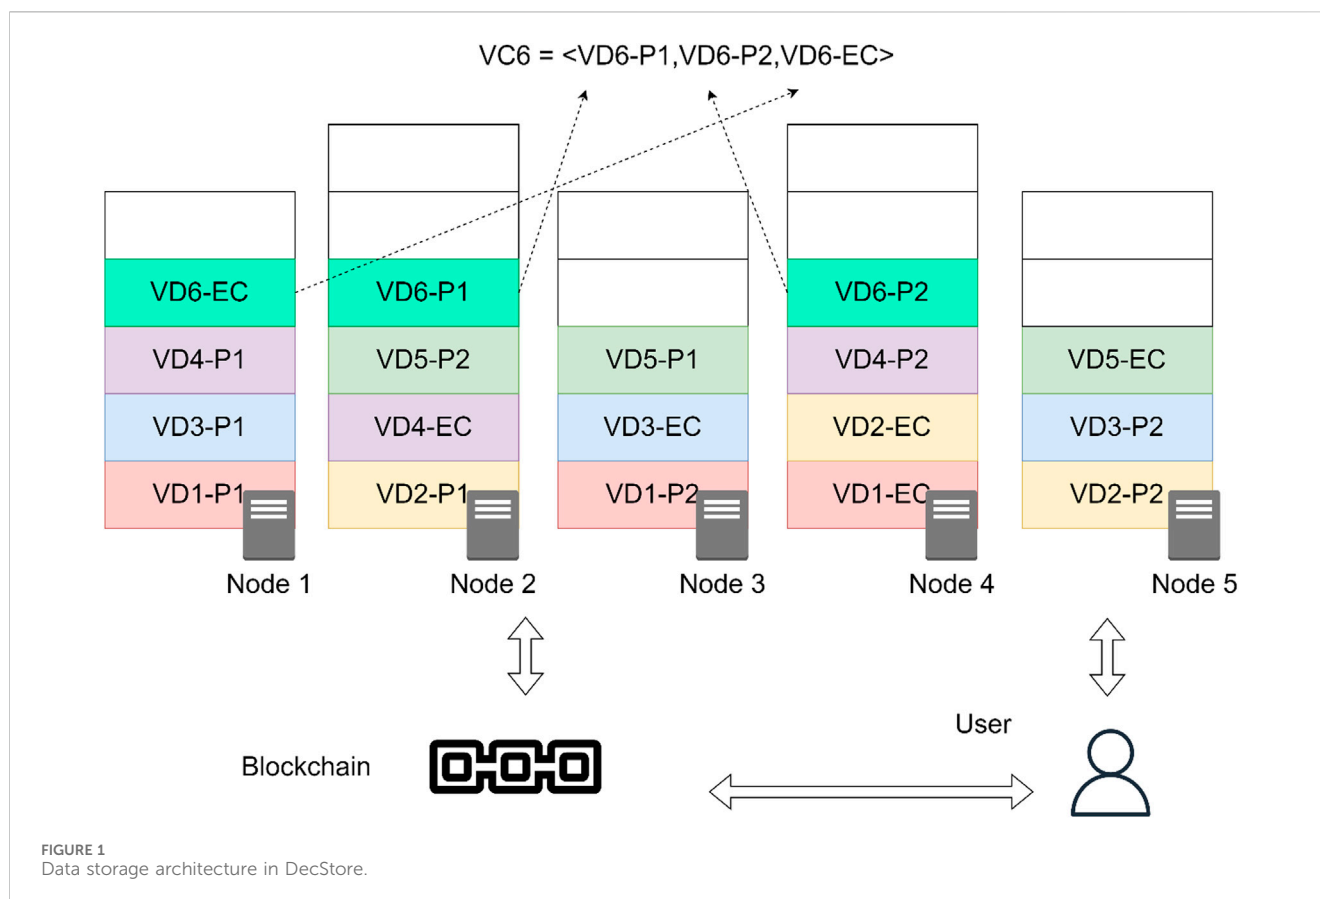 VC6 = <VD6-P1,VD6-P2,VD6-EC>
VD6-EC
VD6-P1
VD6-P2
VD4-P1
VD5-P2
VD5-P1
VD4-P2
VD5-EC
VD3-P1
VD4-EC
VD3-EC
VD2-EC
VD3-P2
VD1-P1
VD2-P1
VD1-P2
VD1-EC
VD2-P2
Node 1
Node 2
Node 3
Node 4
Node 5
User
Blockchain
FIGURE 1
Data storage architecture in DecStore.